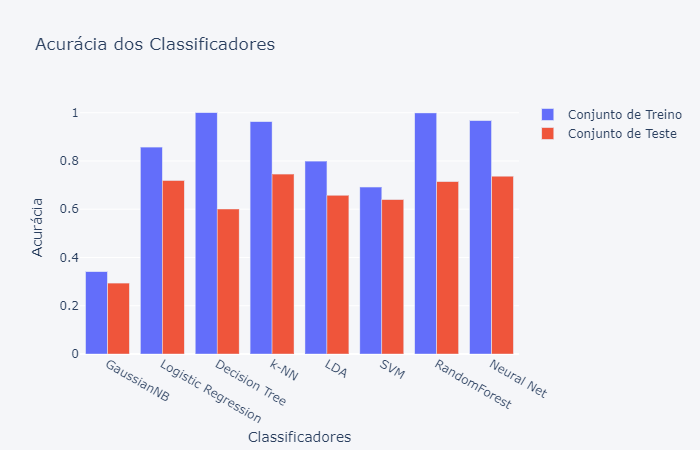 Acurácia dos Classificadores
Conjunto de Treino
Conjunto de Teste
Acurácia
1
0.8
0.6
0.4
0.2
0
GaussianNB
Logistic Regression
Decision Tree
k-NN
LDA
SVM
RandomForest
Neural Net
Classificadores